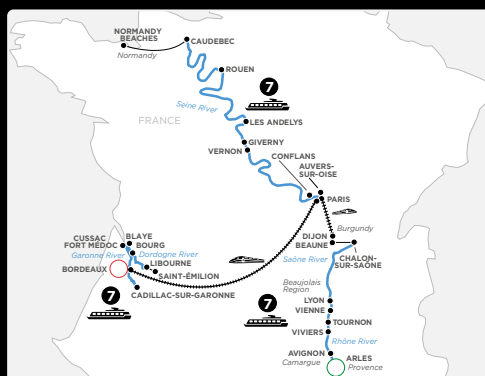 NORMANDY
BEACHES
Normandy
CAUDEBEC
ROUEN
7
Seine River
FRANCE
LES ANDELYS
GIVERNY
VERNON
CONFLANS
AUVERS-
SUR-OISE
PARIS
Burgundy
DIJON
BEAUNE
CHALON-
SUR-SAÔNE
Saône River
CUSSAC
FORT MÉDOC
BLAYE
BOURG
Garonne River
Dordogne River
LIBOURNE
SAINT-ÉMILION
BORDEAUX
CADILLAC-SUR-GARONNE
7
Beaujolais
Region
7
LYON
VIENNE
TOURNON
VIVIERS
Rhône River
AVIGNON
Camargue
ARLES
Provence